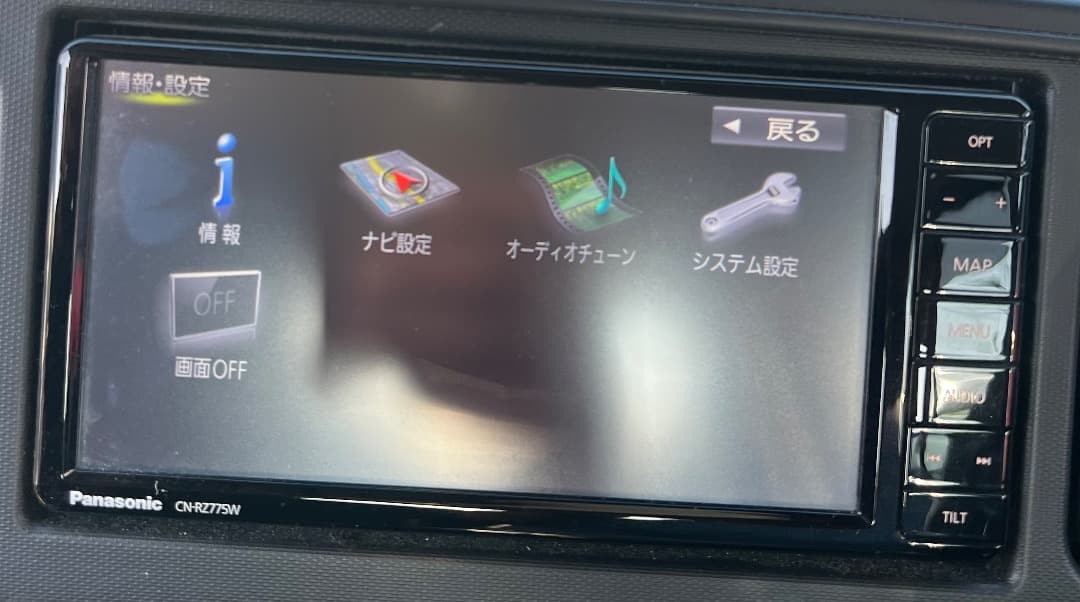 情報・設定
◀ 戻る
情報
ナビ設定
オーディオチューン
システム設定
OFF
画面OFF
OPT
− +
MAP
MENU
AUDIO
⏮ ⏭
TILT
Panasonic CN-RZ775W